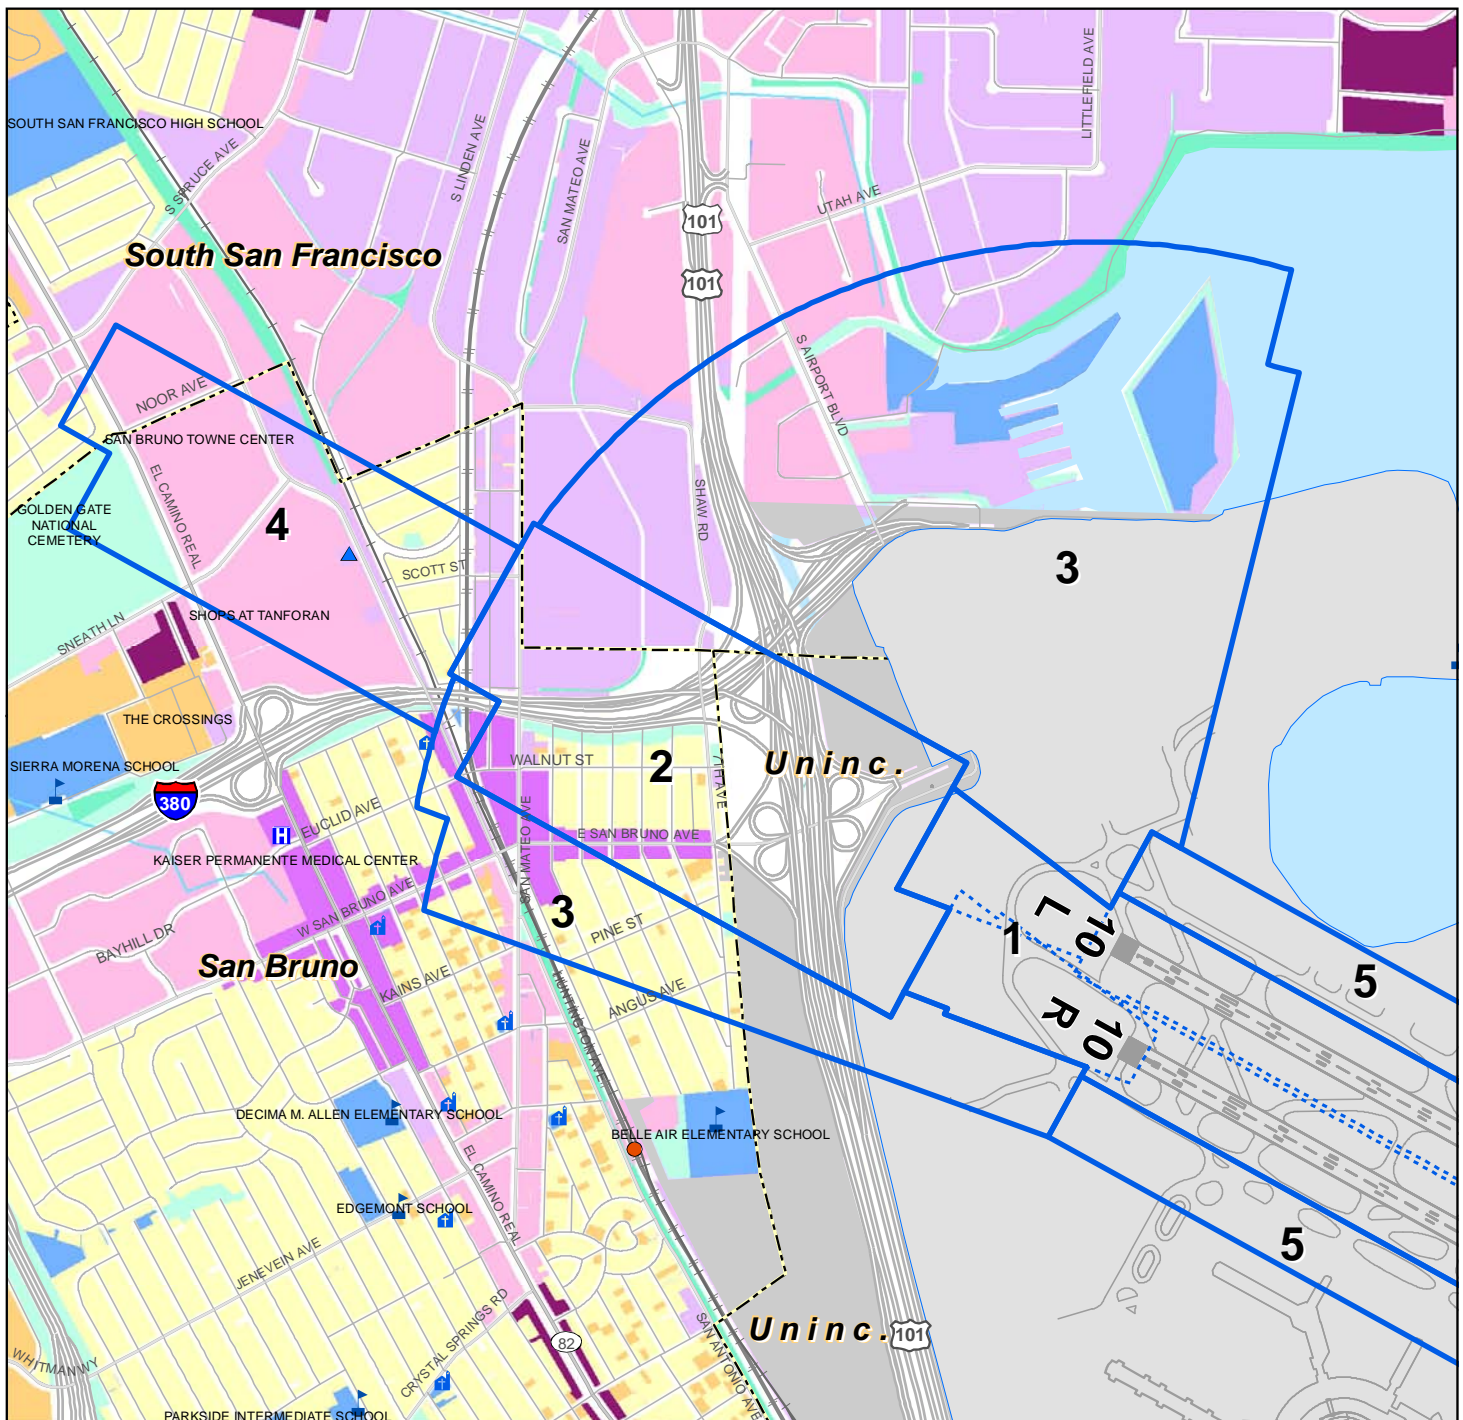 LITTLEFIELD AVE
SOUTH SAN FRANCISCO HIGH SCHOOL
S SPRUCE AVE
S LINDEN AVE
SAN MATEO AVE
UTAH AVE
101
South San Francisco
101
S AIRPORT BLVD
NOOR AVE
SAN BRUNO TOWNE CENTER
EL CAMINO REAL
SHAW RD
GOLDEN GATE
NATIONAL
CEMETERY
4
3
SCOTT ST
SHOPS AT TANFORAN
SNEATH LN
THE CROSSINGS
SIERRA MORENA SCHOOL
WALNUT ST
2
7TH AVE
Uninc.
380
EUCLID AVE
SAN MATEO AVE
E SAN BRUNO AVE
H
KAISER PERMANENTE MEDICAL CENTER
W SAN BRUNO AVE
3
PINE ST
BAYHILL DR
San Bruno
KAINS AVE
HUNTINGTON AVE
ANGUS AVE
10
L
1
10
R
5
DECIMA M. ALLEN ELEMENTARY SCHOOL
BELLE AIR ELEMENTARY SCHOOL
EL CAMINO REAL
EDGEMONT SCHOOL
JENEVEIN AVE
5
CRYSTAL SPRINGS RD
SAN ANTONIO AVE
Uninc.
101
82
WHITMAN WY
PARKSIDE INTERMEDIATE SCHOOL